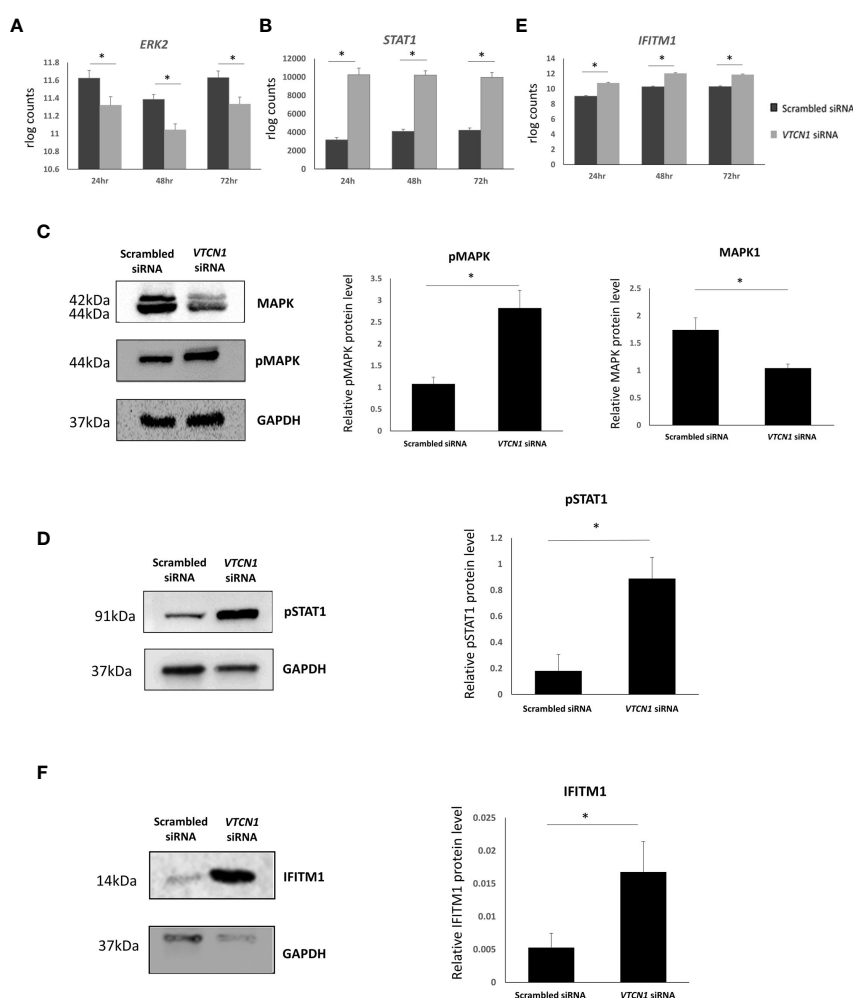 A
ERK2
rlog counts
11.8
11.6
11.4
11.2
11
10.8
10.6
*
*
*
24hr
48hr
72hr
B
STAT1
rlog counts
12000
10000
8000
6000
4000
2000
0
*
*
*
24h
48h
72h
E
IFITM1
rlog counts
14
12
10
8
6
4
2
0
*
*
*
24hr
48hr
72hr
Scrambled siRNA
VTCN1 siRNA
C
Scrambled
siRNA
VTCN1
siRNA
42kDa
44kDa
MAPK
44kDa
pMAPK
37kDa
GAPDH
pMAPK
Relative pMAPK protein level
3.5
3
2.5
2
1.5
1
0.5
0
*
Scrambled siRNA
VTCN1 siRNA
MAPK1
Relative MAPK protein level
2.5
2
1.5
1
0.5
0
*
Scrambled siRNA
VTCN1 siRNA
D
Scrambled
siRNA
VTCN1
siRNA
91kDa
pSTAT1
37kDa
GAPDH
pSTAT1
Relative pSTAT1 protein level
1.2
1
0.8
0.6
0.4
0.2
0
*
Scrambled siRNA
VTCN1 siRNA
F
Scrambled
siRNA
VTCN1
siRNA
14kDa
IFITM1
37kDa
GAPDH
IFITM1
Relative IFITM1 protein level
0.025
0.02
0.015
0.01
0.005
0
*
Scrambled siRNA
VTCN1 siRNA